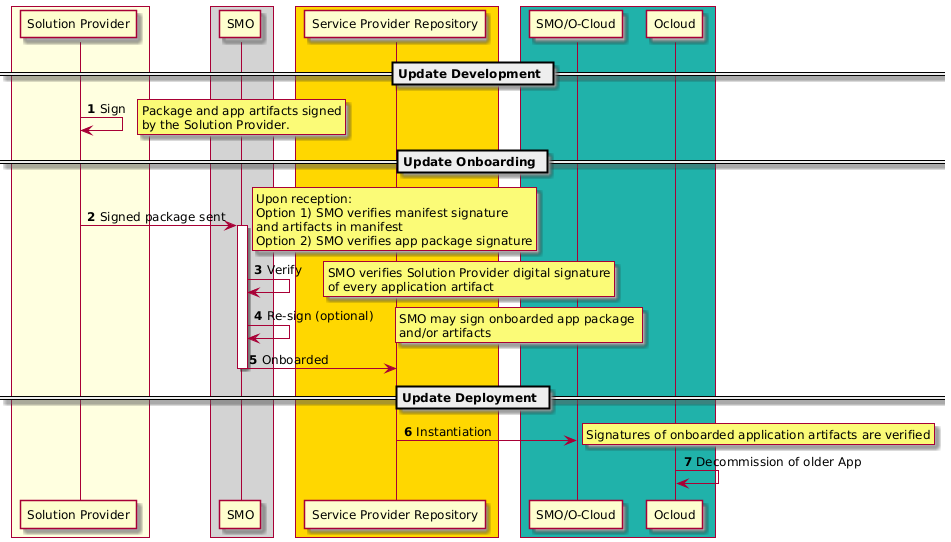 Solution Provider
SMO
Service Provider Repository
SMO/O-Cloud
Ocloud
Update Development
1 Sign
Package and app artifacts signed
by the Solution Provider.
Update Onboarding
Upon reception:
Option 1) SMO verifies manifest signature
and artifacts in manifest
Option 2) SMO verifies app package signature
2 Signed package sent
3 Verify
SMO verifies Solution Provider digital signature
of every application artifact
4 Re-sign (optional)
SMO may sign onboarded app package
and/or artifacts
5 Onboarded
Update Deployment
6 Instantiation
Signatures of onboarded application artifacts are verified
7 Decommission of older App
Solution Provider
SMO
Service Provider Repository
SMO/O-Cloud
Ocloud